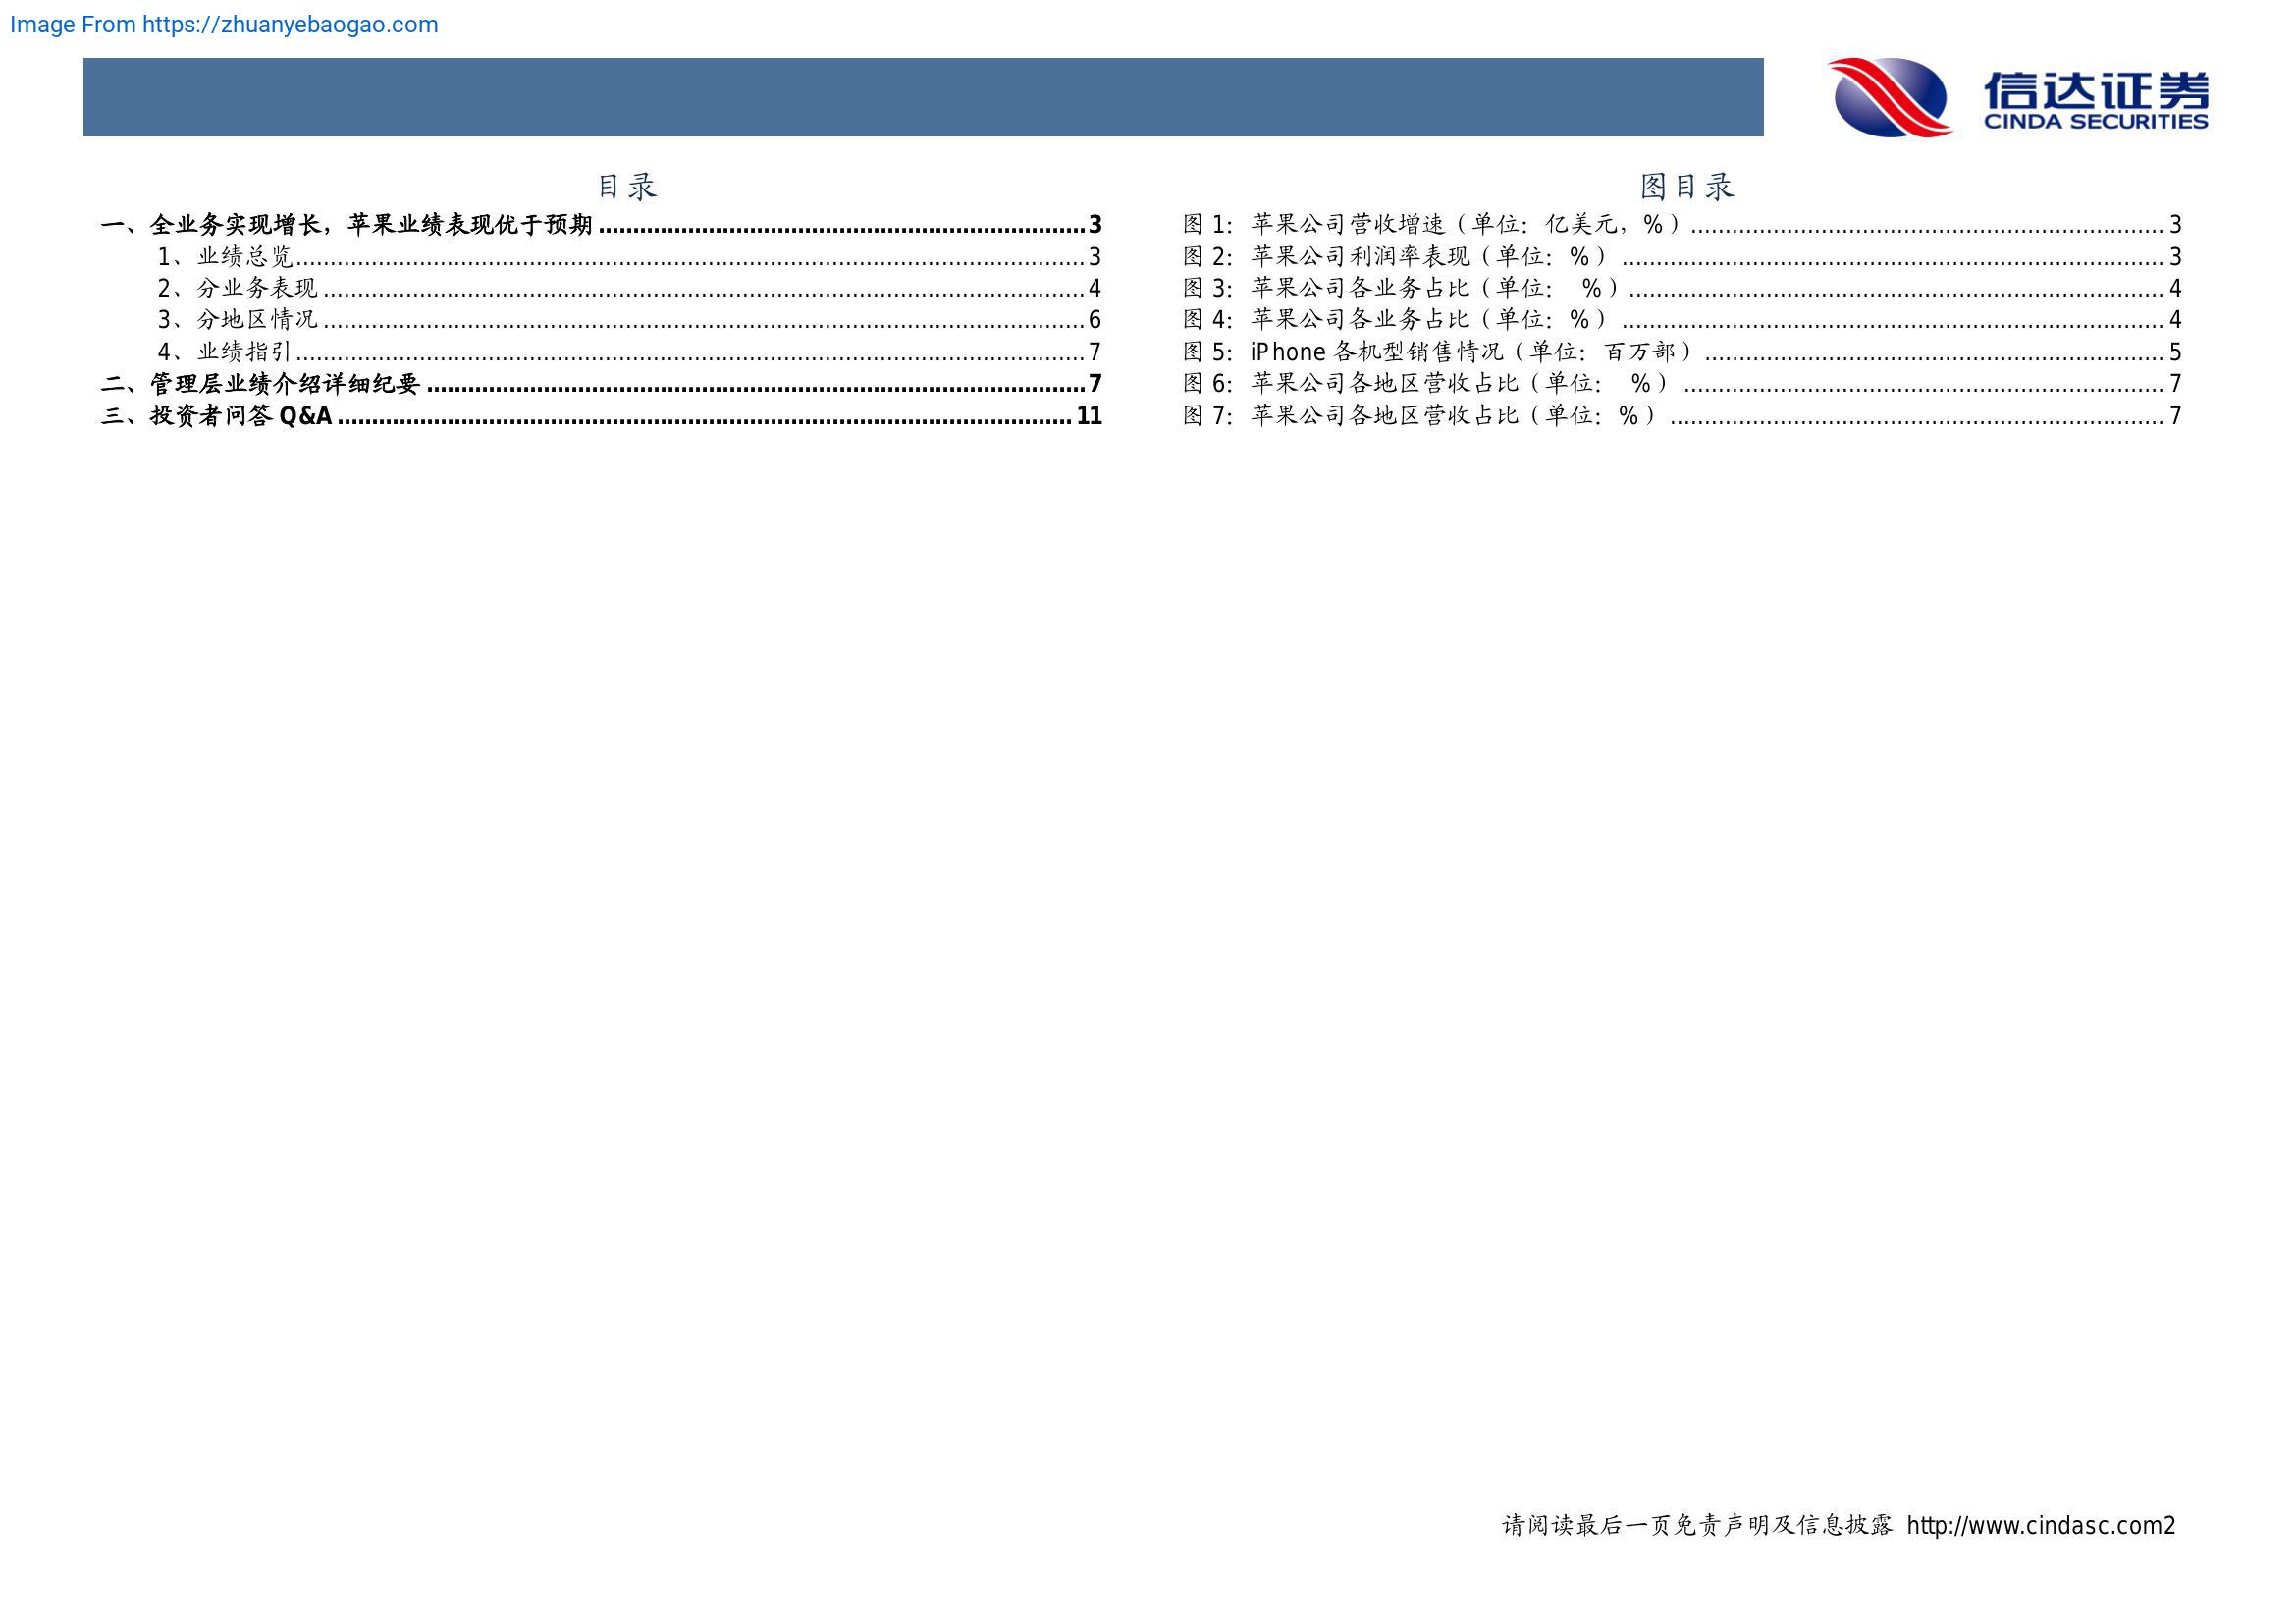 Image From https://zhuanyebaogao.com
信达证券
CINDA SECURITIES
目录
一、全业务实现增长，苹果业绩表现优于预期........................................................................3
1、业绩总览....................................................................................................................3
2、分业务表现................................................................................................................4
3、分地区情况................................................................................................................6
4、业绩指引....................................................................................................................7
二、管理层业绩介绍详细纪要.................................................................................................7
三、投资者问答 Q&A............................................................................................................11
图目录
图 1：苹果公司营收增速（单位：亿美元，%）.....................................................................3
图 2：苹果公司利润率表现（单位：%）...............................................................................3
图 3：苹果公司各业务占比（单位： %）..............................................................................4
图 4：苹果公司各业务占比（单位：%）...............................................................................4
图 5：iPhone 各机型销售情况（单位：百万部）...................................................................5
图 6：苹果公司各地区营收占比（单位： %）......................................................................7
图 7：苹果公司各地区营收占比（单位：%）........................................................................7
请阅读最后一页免责声明及信息披露 http://www.cindasc.com2